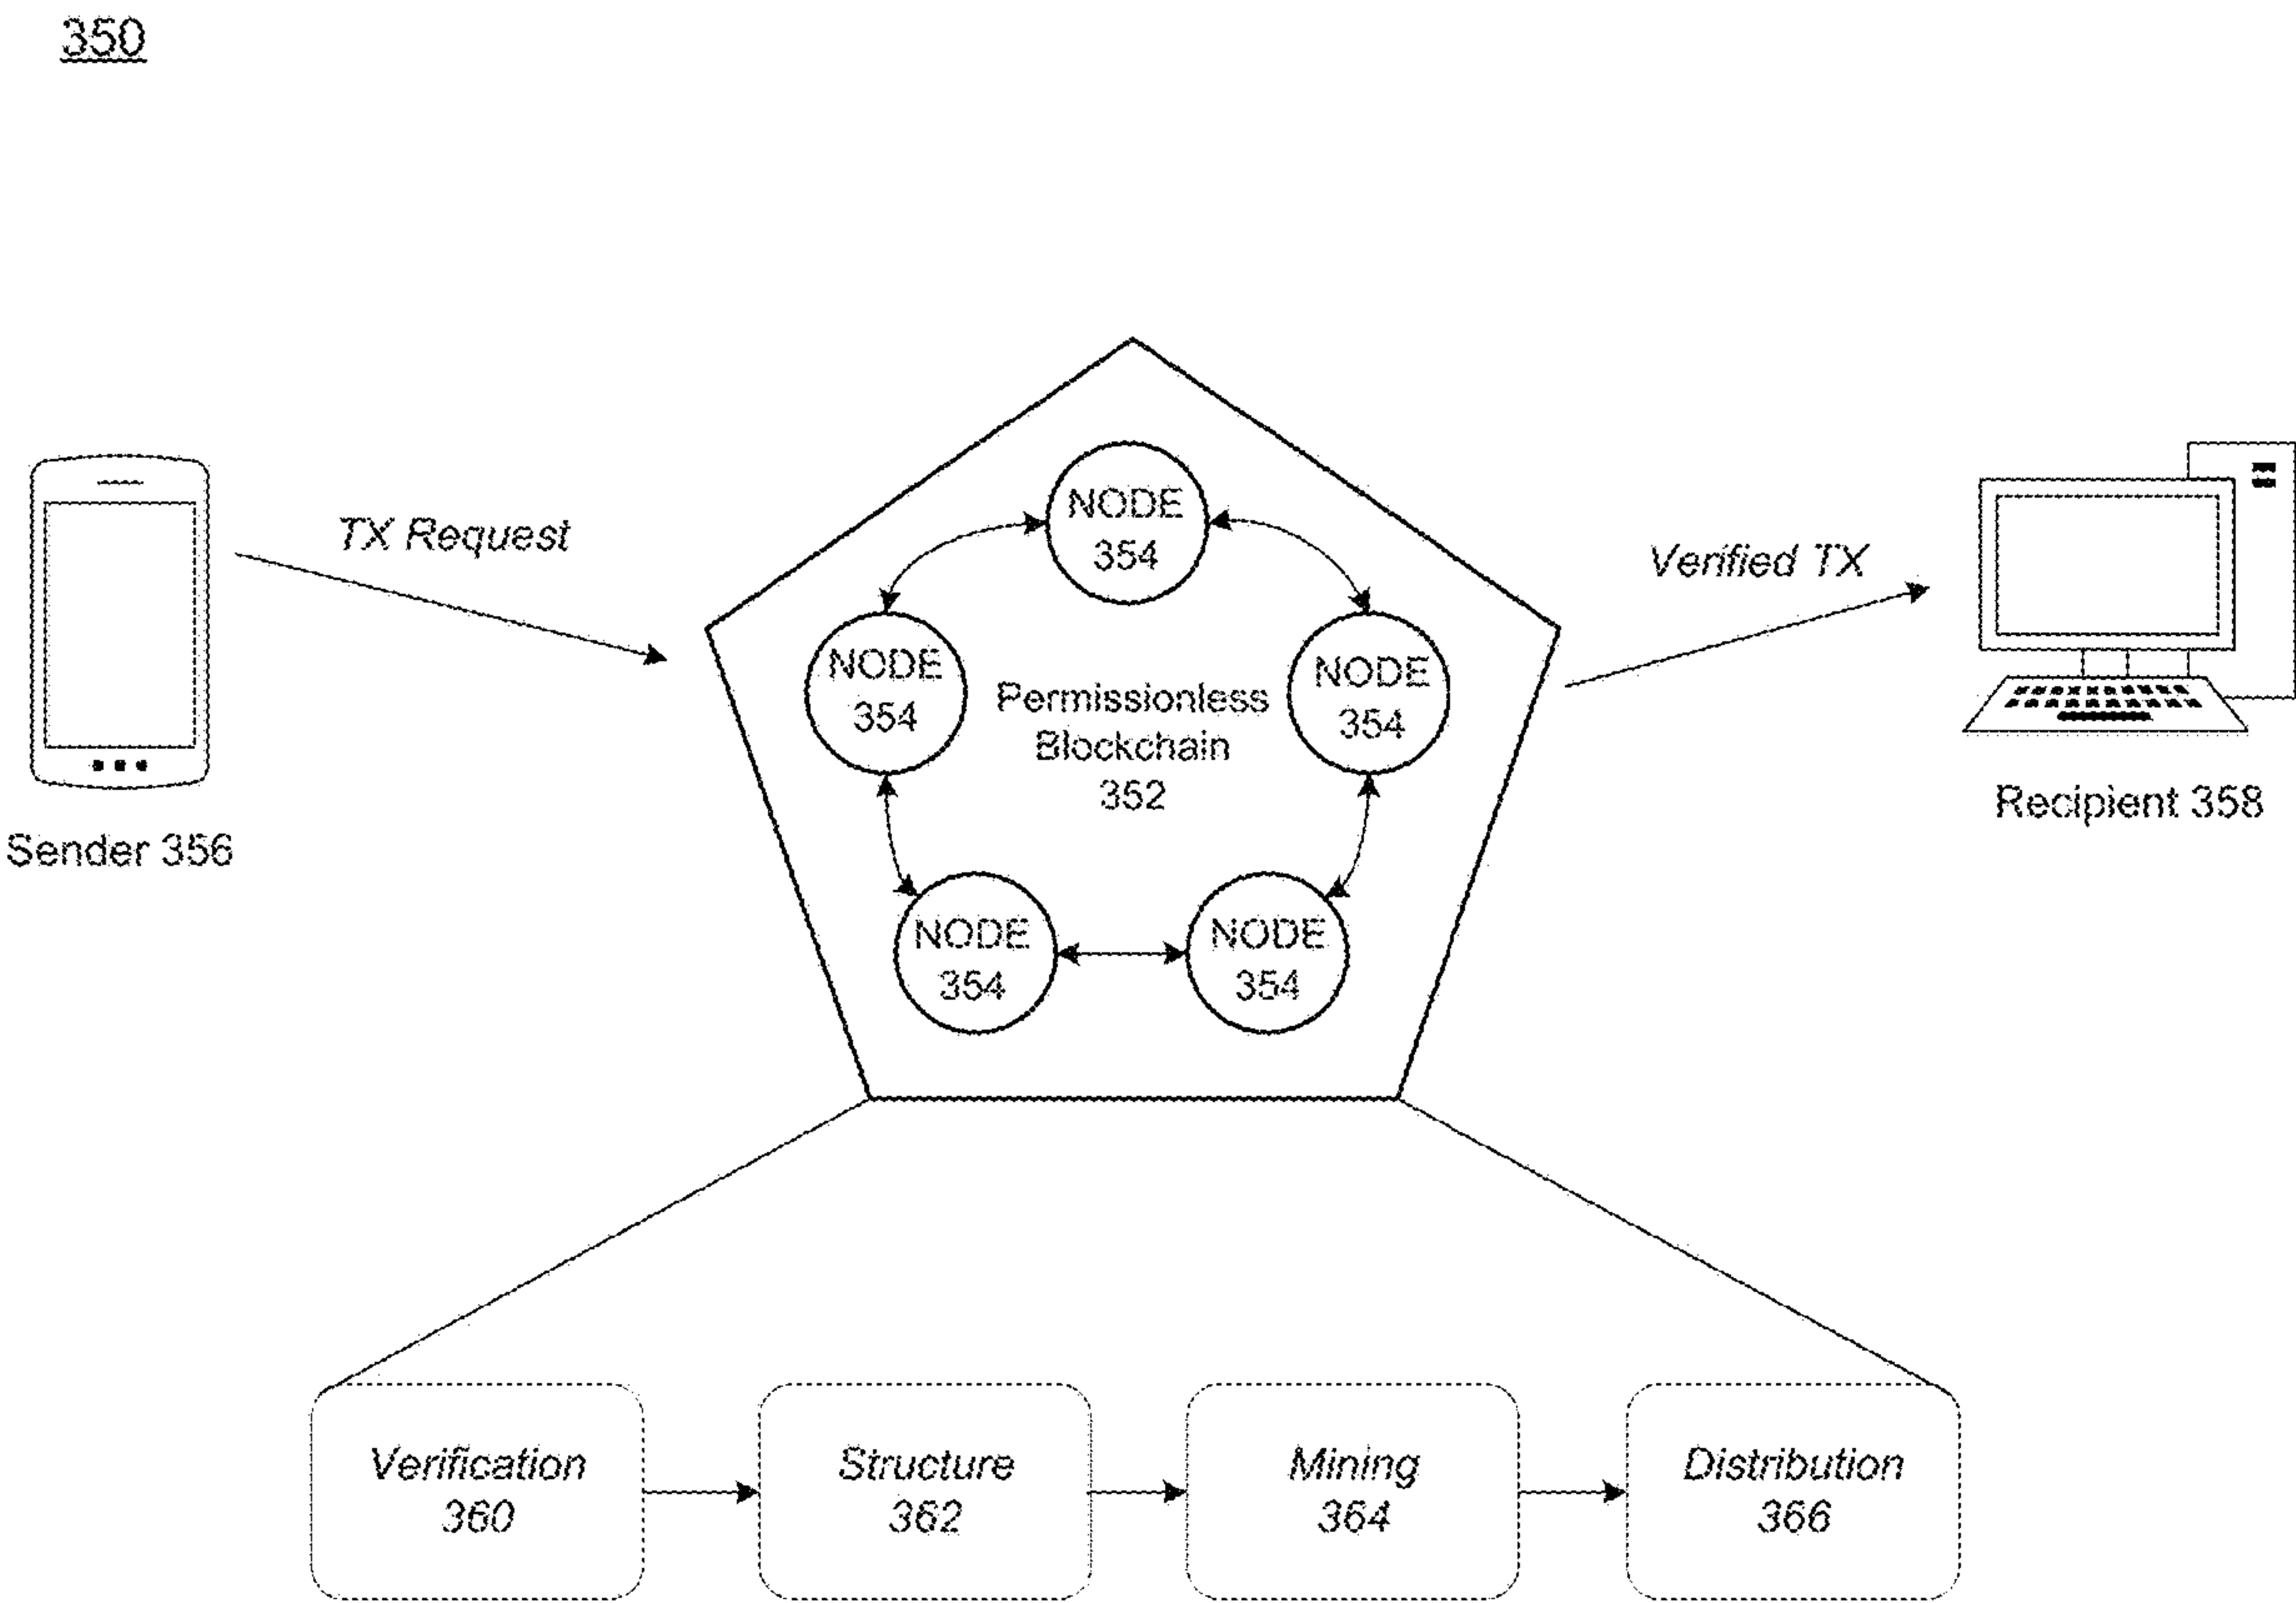 350
TX Request
Verified TX
NODE
354
NODE
354
NODE
354
Permissionless
Blockchain
352
NODE
354
NODE
354
Sender 356
Recipient 358
Verification
360
Structure
362
Mining
364
Distribution
366